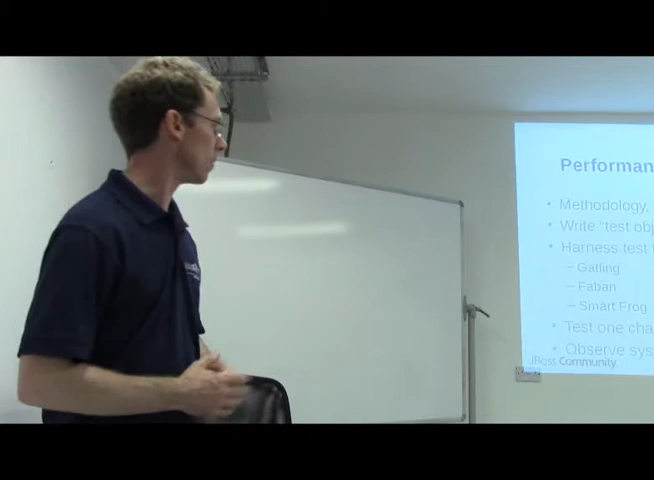 Performan
• Methodology,
• Write "test obj
• Harness test
– Gatling
– Faban
– Smart Frog
• Test one cha
• Observe sys
JBoss Community